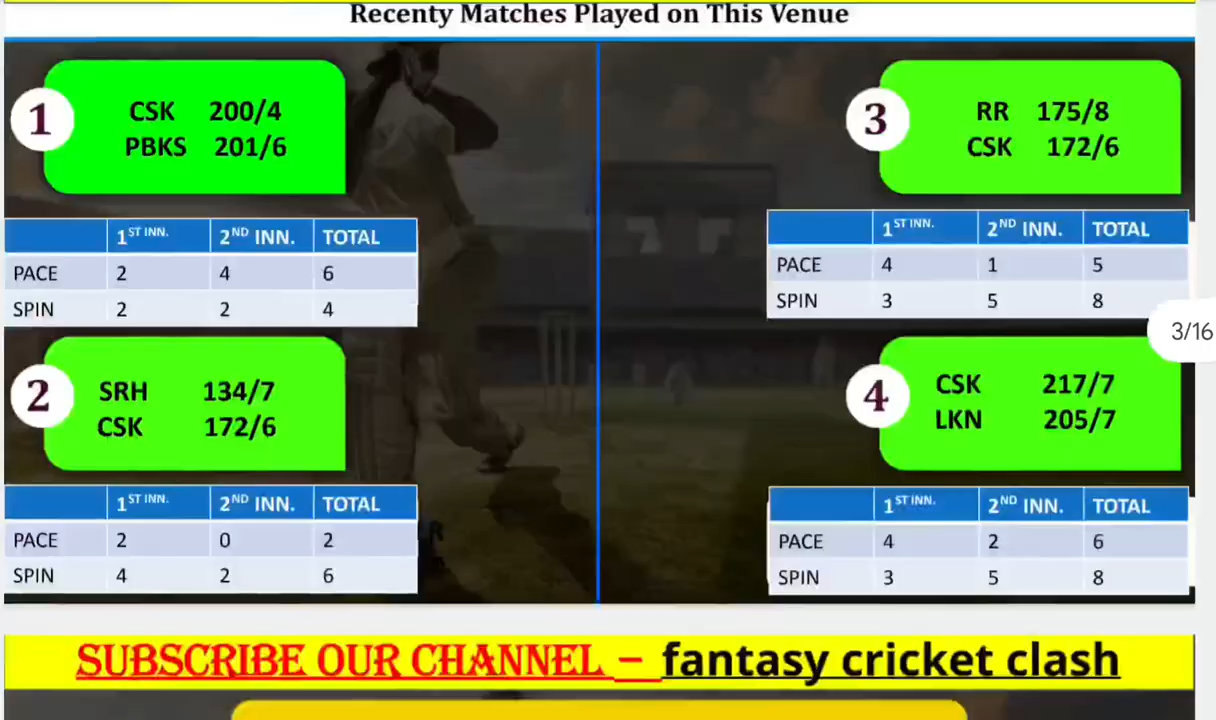 Recenty Matches Played on This Venue
1
CSK 200/4
PBKS 201/6
1ST INN. 2ND INN. TOTAL
PACE 2 4 6
SPIN 2 2 4
2
SRH 134/7
CSK 172/6
1ST INN. 2ND INN. TOTAL
PACE 2 0 2
SPIN 4 2 6
3
RR 175/8
CSK 172/6
1ST INN. 2ND INN. TOTAL
PACE 4 1 5
SPIN 3 5 8
3/16
4
CSK 217/7
LKN 205/7
1ST INN. 2ND INN. TOTAL
PACE 4 2 6
SPIN 3 5 8
SUBSCRIBE OUR CHANNEL – fantasy cricket clash